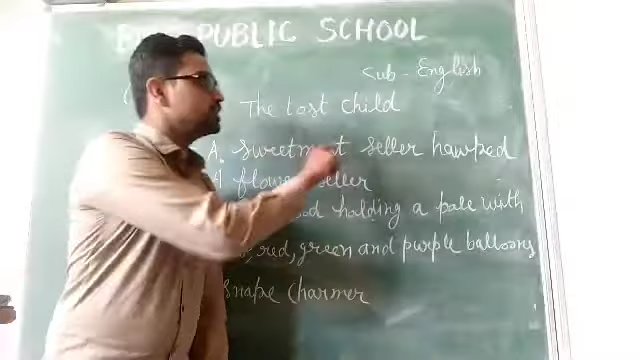 PUBLIC SCHOOL
Sub - English
The Lost Child
A. Sweetmeat Seller hawked
A flower seller
holding a pole with
red, green and purple balloons
Snake Charmer